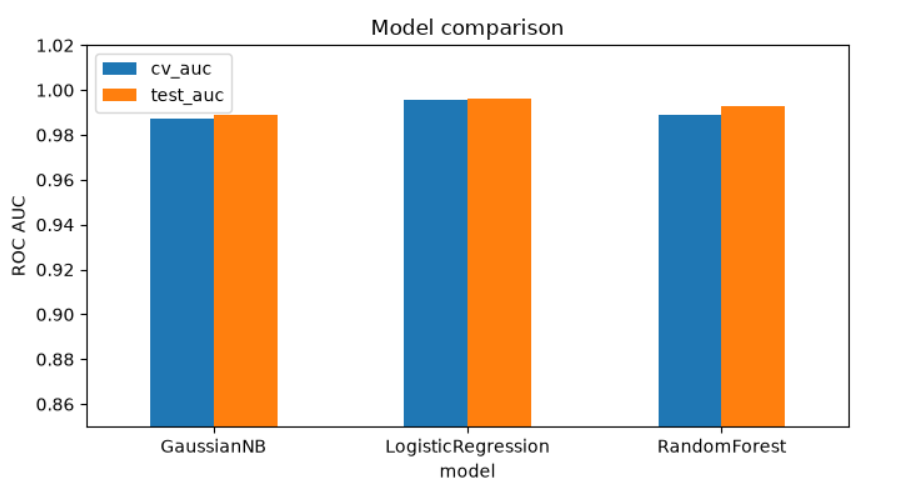 Model comparison
1.02
1.00
0.98
0.96
0.94
0.92
0.90
0.88
0.86
ROC AUC
cv_auc
test_auc
GaussianNB
LogisticRegression
RandomForest
model